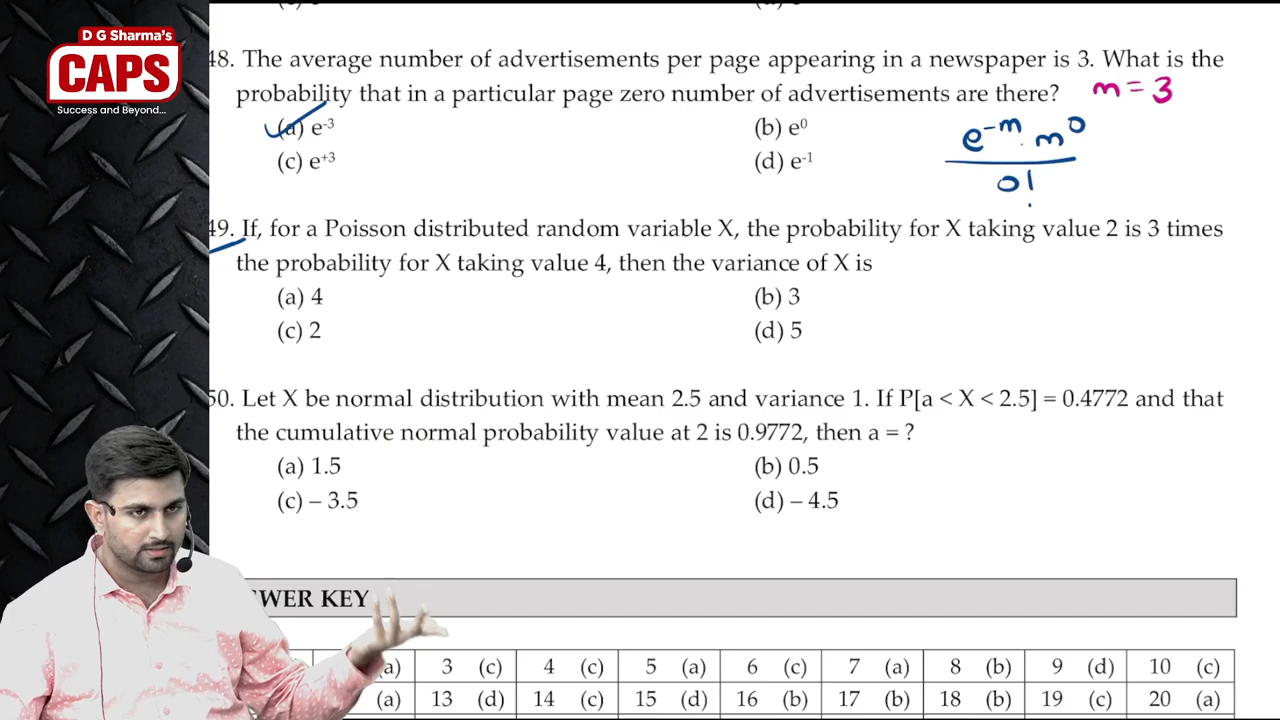 D G Sharma's
CAPS
Success and Beyond...
48. The average number of advertisements per page appearing in a newspaper is 3. What is the
probability that in a particular page zero number of advertisements are there? m = 3
(a) e⁻³ (b) e⁰
(c) e⁺³ (d) e⁻¹
e⁻ᵐ . m⁰
0!
49. If, for a Poisson distributed random variable X, the probability for X taking value 2 is 3 times
the probability for X taking value 4, then the variance of X is
(a) 4 (b) 3
(c) 2 (d) 5
50. Let X be normal distribution with mean 2.5 and variance 1. If P[a < X < 2.5] = 0.4772 and that
the cumulative normal probability value at 2 is 0.9772, then a = ?
(a) 1.5 (b) 0.5
(c) – 3.5 (d) – 4.5
WER KEY
(a) 3 (c) 4 (c) 5 (a) 6 (c) 7 (a) 8 (b) 9 (d) 10 (c)
(a) 13 (d) 14 (c) 15 (d) 16 (b) 17 (b) 18 (b) 19 (c) 20 (a)